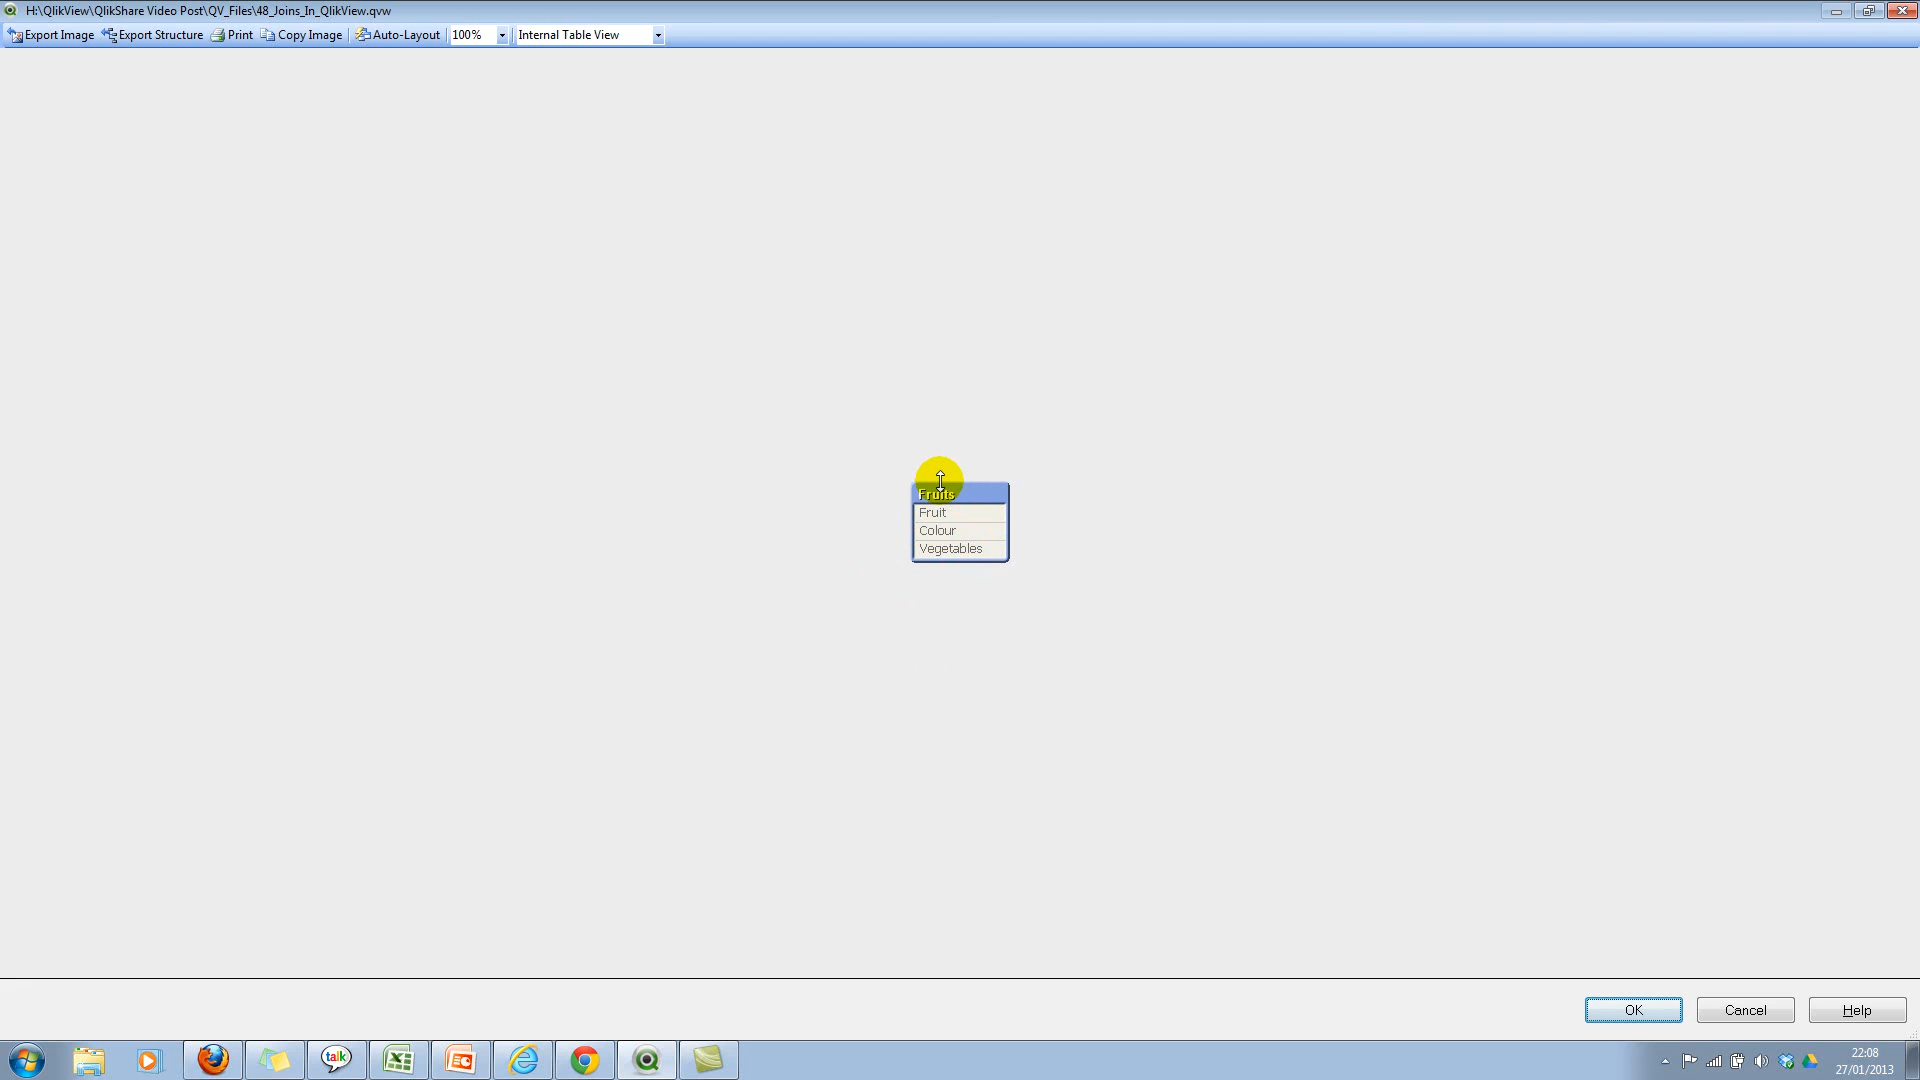 H:\QlikView\QlikShare Video Post\QV_Files\48_Joins_In_QlikView.qvw
Export Image Export Structure Print Copy Image Auto-Layout 100% Internal Table View
Fruits
Fruit
Colour
Vegetables
OK Cancel Help
talk
22:08
27/01/2013